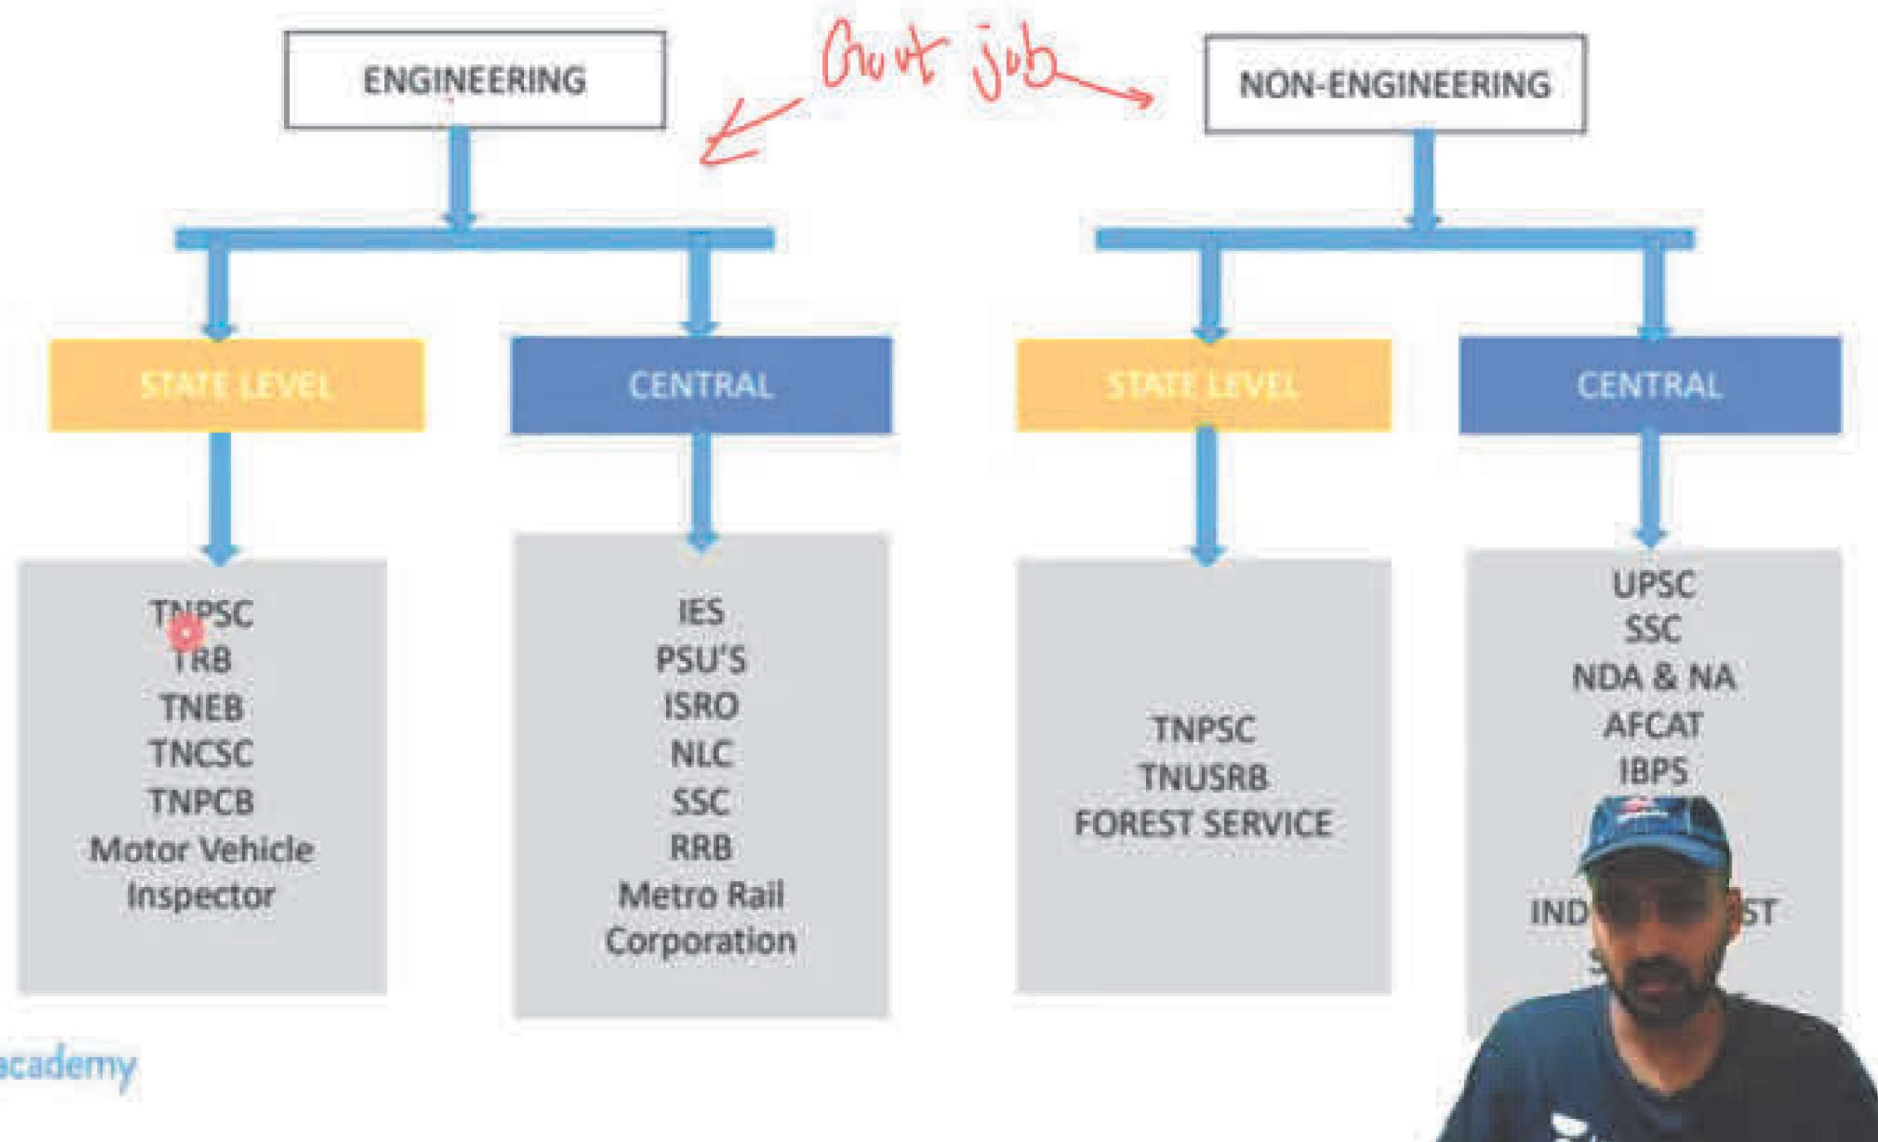 Govt job
ENGINEERING
NON-ENGINEERING
STATE LEVEL
CENTRAL
STATE LEVEL
CENTRAL
TNPSC
TRB
TNEB
TNCSC
TNPCB
Motor Vehicle
Inspector
IES
PSU'S
ISRO
NLC
SSC
RRB
Metro Rail
Corporation
TNPSC
TNUSRB
FOREST SERVICE
UPSC
SSC
NDA & NA
AFCAT
IBPS
academy